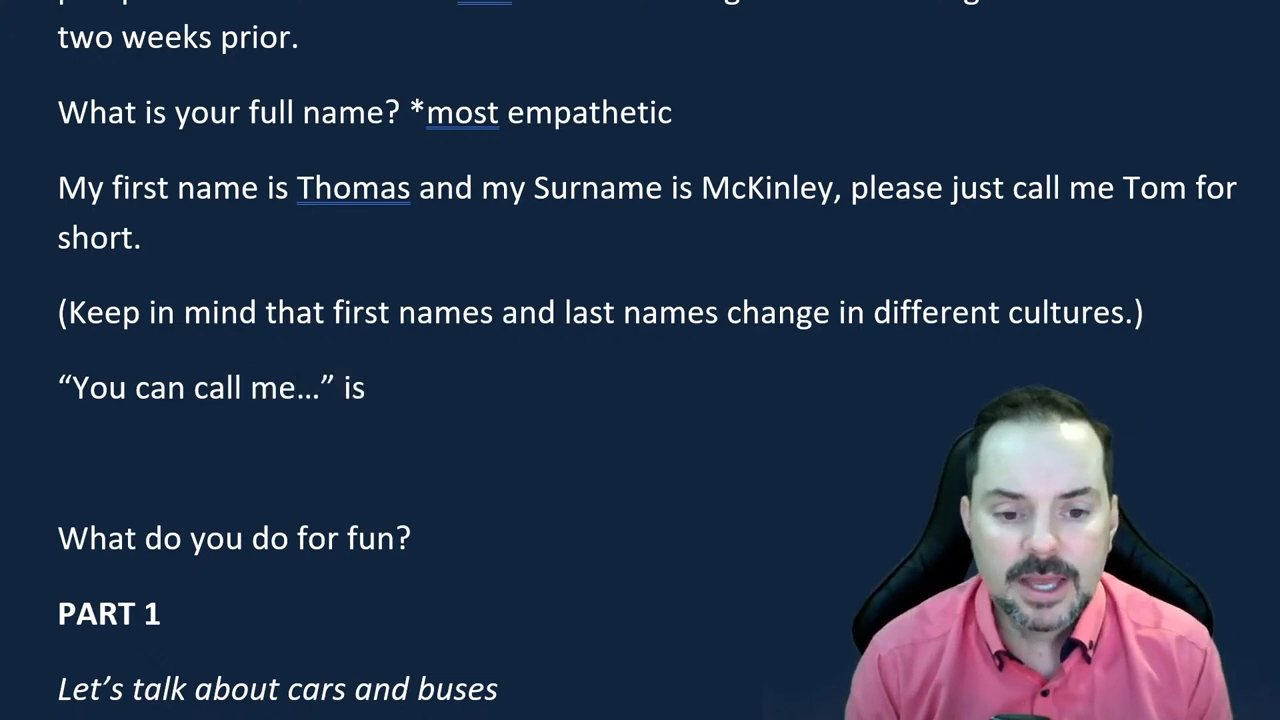 two weeks prior.
What is your full name? *most empathetic
My first name is Thomas and my Surname is McKinley, please just call me Tom for
short.
(Keep in mind that first names and last names change in different cultures.)
“You can call me…” is
What do you do for fun?
PART 1
Let’s talk about cars and buses